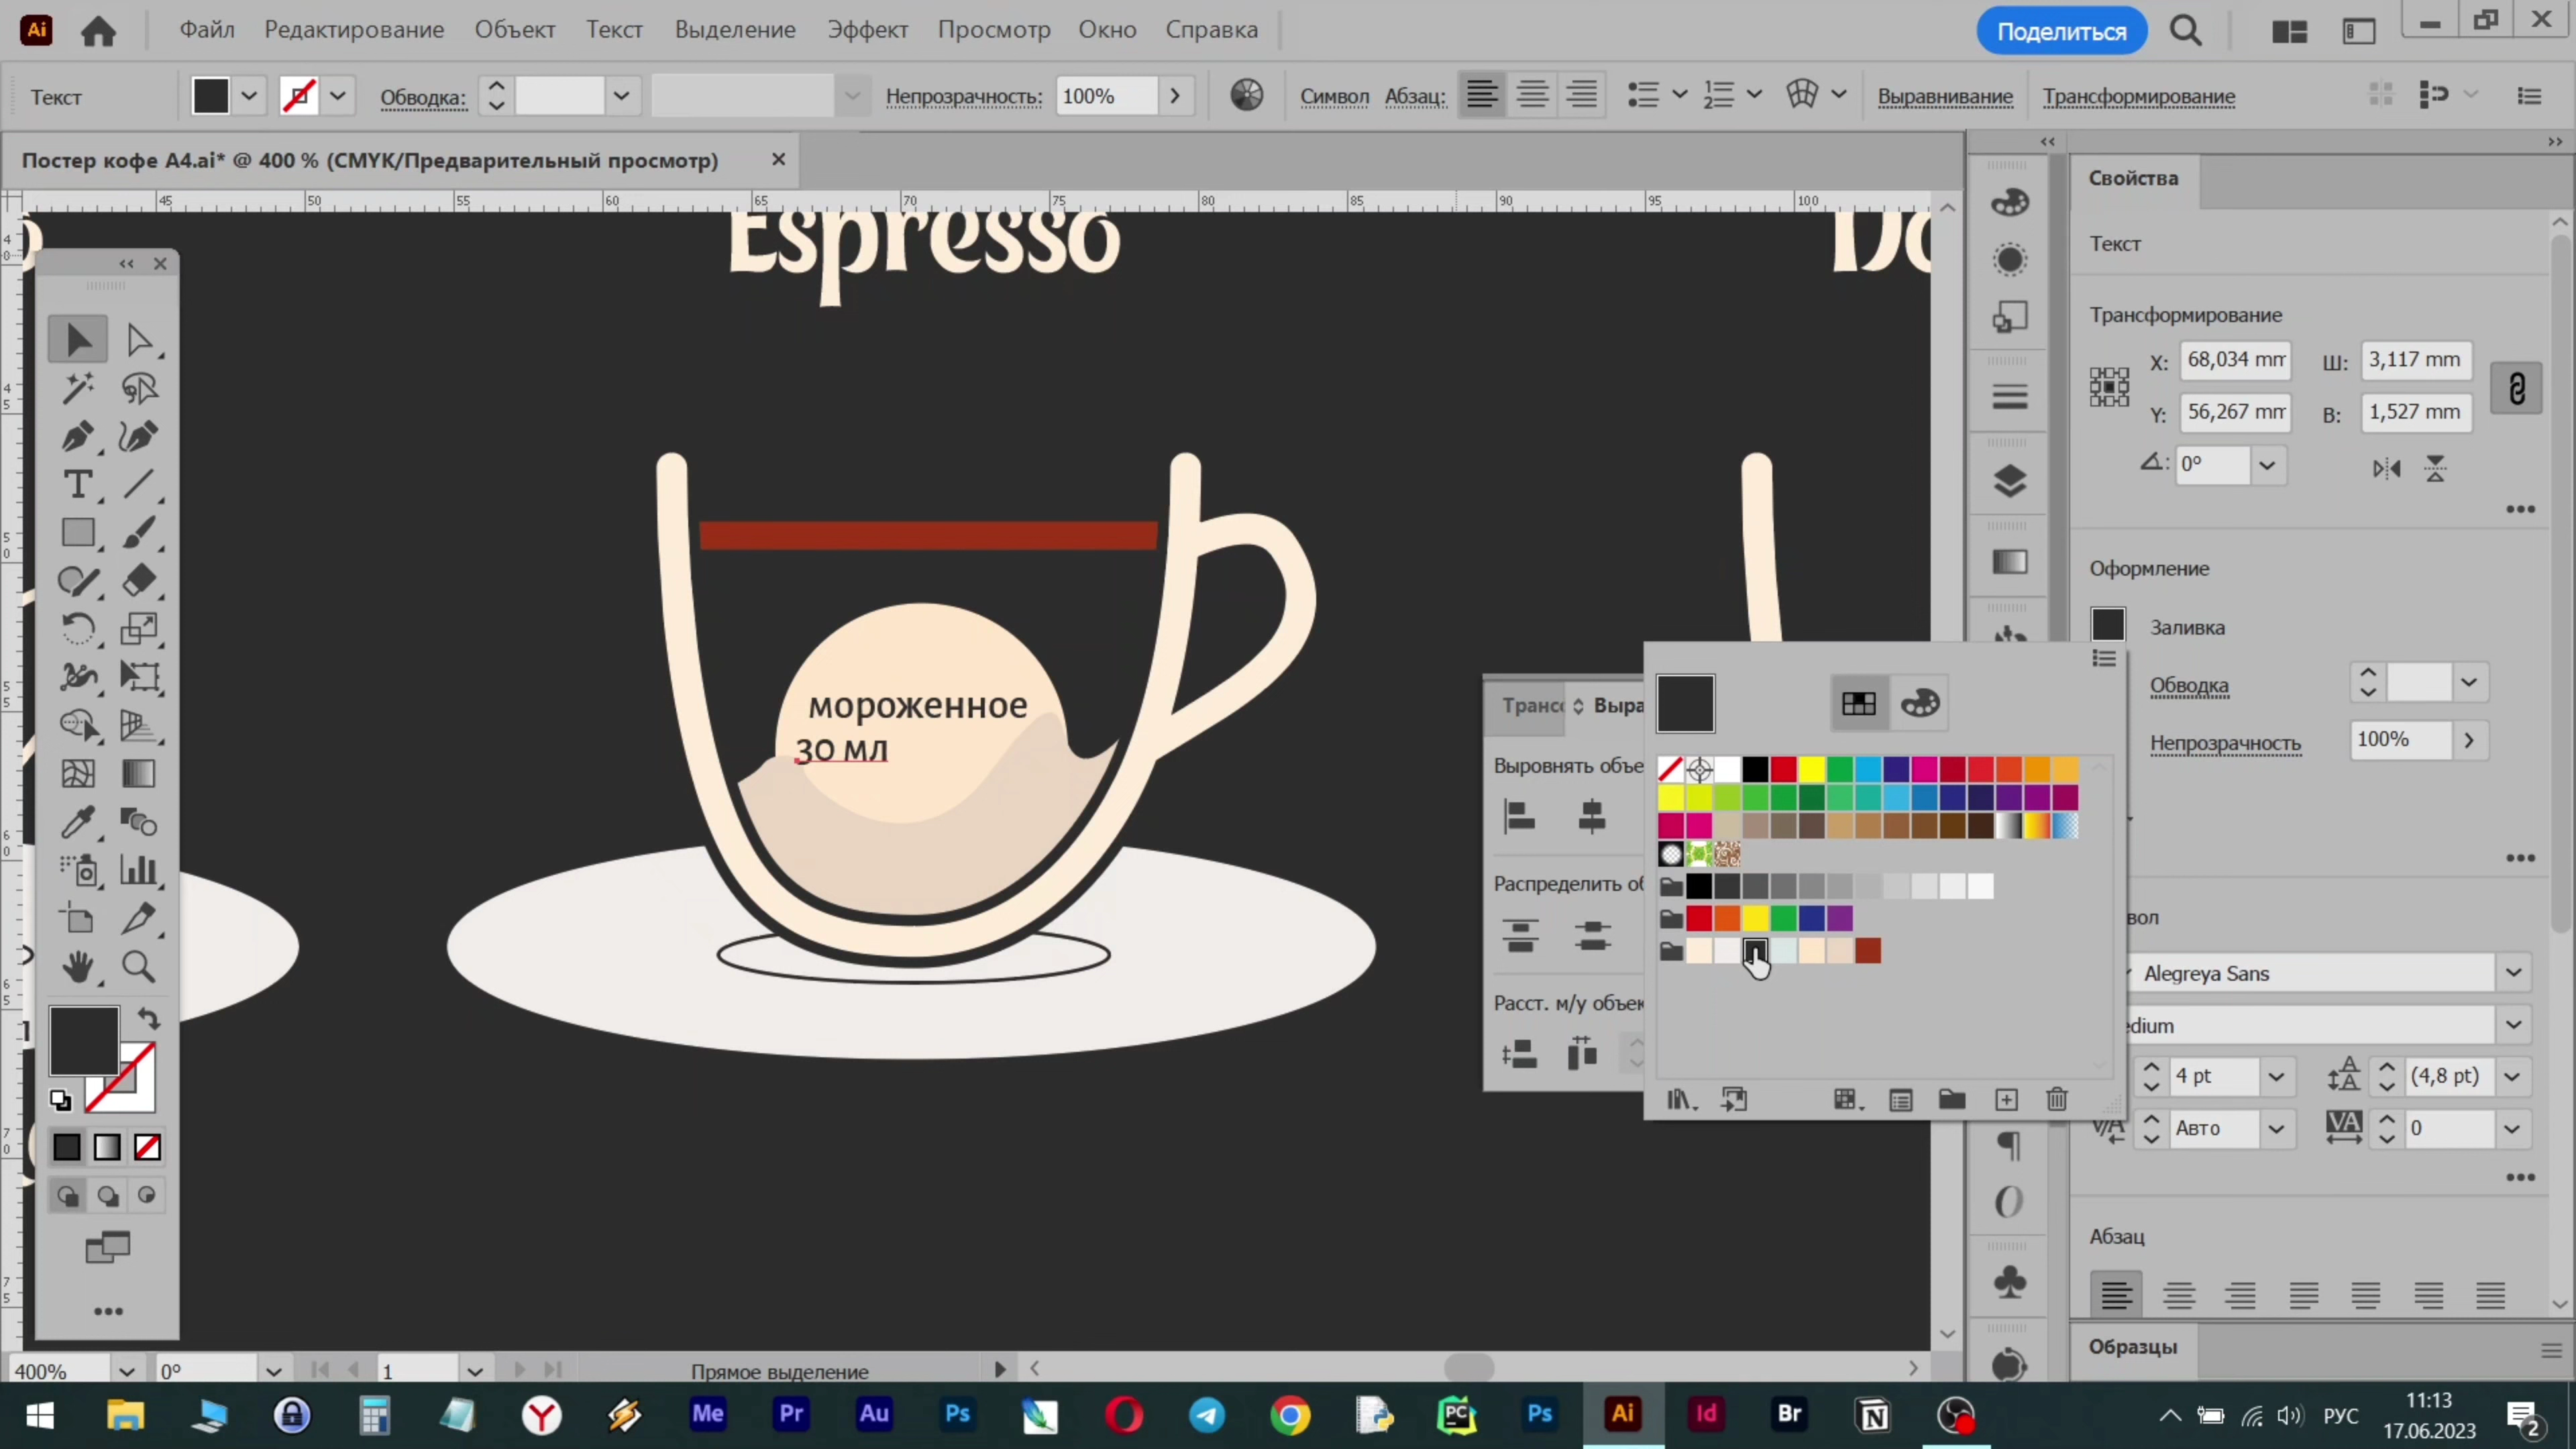 Ai Файл Редактирование Объект Текст Выделение Эффект Просмотр Окно Справка Поделиться
Текст Обводка: Непрозрачность: 100% Символ Абзац: Выравнивание Трансформирование
Постер кофе А4.ai* @ 400 % (CMYK/Предварительный просмотр)
45 50 55 60 65 70 75 80 85 90 95 100
Свойства
Espresso
Текст
Трансформирование
X: 68,034 mm Ш: 3,117 mm
Y: 56,267 mm В: 1,527 mm
0°
Оформление
Заливка
Обводка
Непрозрачность 100%
мороженное
30 мл
Выровнять объе
Распределить об
Расст. м/у объек
Alegreya Sans
edium
4 pt (4,8 pt)
Авто 0
Абзац
Образцы
400% 0° 1 Прямое выделение
Me Pr Au Ps PC Ps Ai Id Br N РУС
11:13
17.06.2023
2